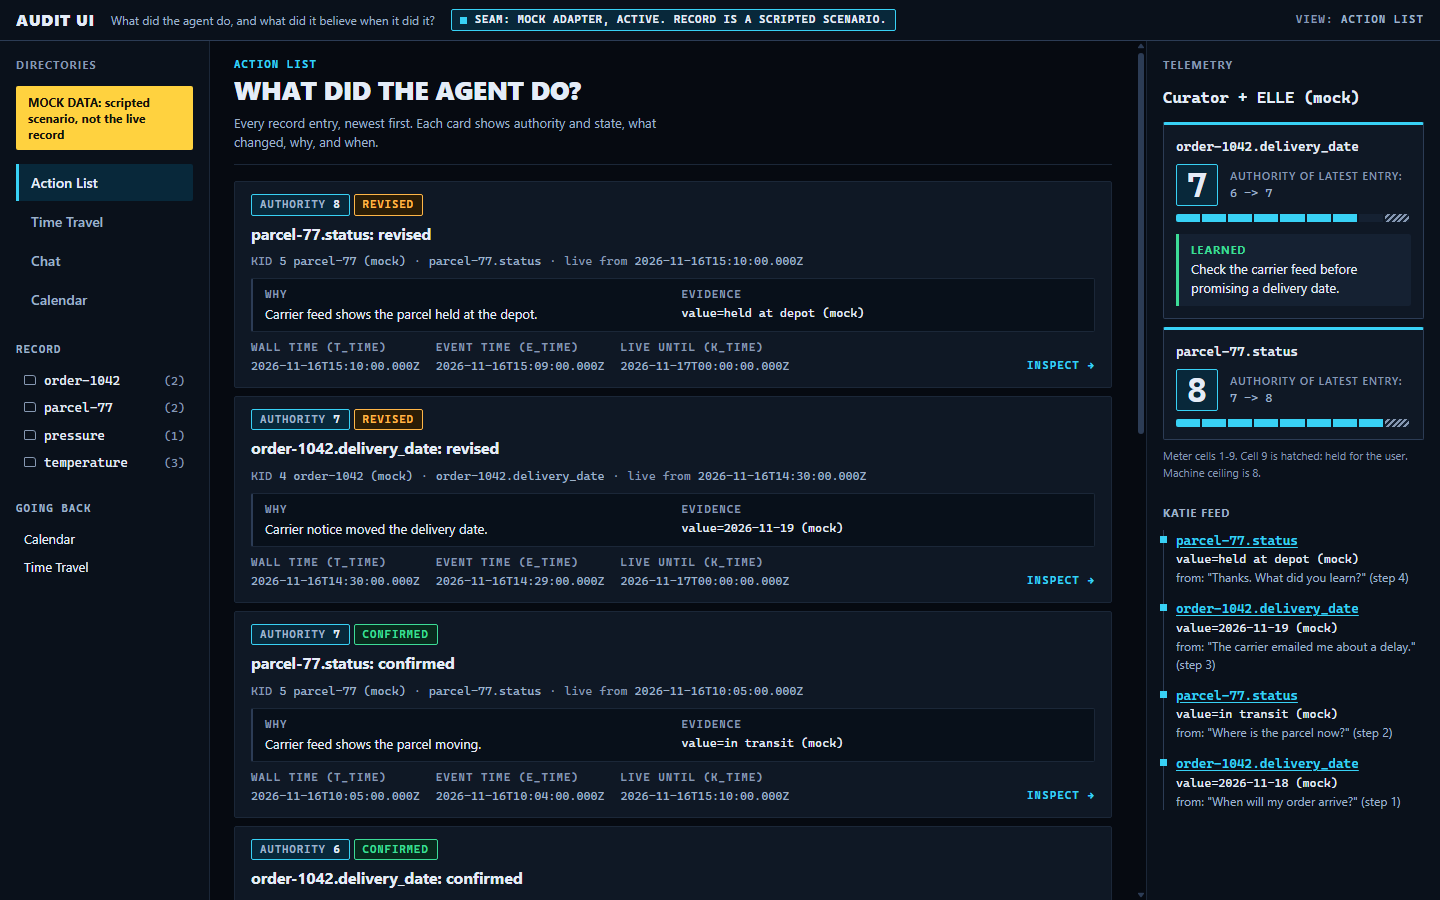 AUDIT UI
What did the agent do, and what did it believe when it did it?
SEAM: MOCK ADAPTER, ACTIVE. RECORD IS A SCRIPTED SCENARIO.
VIEW: ACTION LIST
DIRECTORIES
MOCK DATA: scripted
scenario, not the live
record
Action List
Time Travel
Chat
Calendar
RECORD
order-1042 (2)
parcel-77 (2)
pressure (1)
temperature (3)
GOING BACK
Calendar
Time Travel
ACTION LIST
WHAT DID THE AGENT DO?
Every record entry, newest first. Each card shows authority and state, what
changed, why, and when.
AUTHORITY 8 REVISED
parcel-77.status: revised
KID 5 parcel-77 (mock) · parcel-77.status · live from 2026-11-16T15:10:00.000Z
WHY
Carrier feed shows the parcel held at the depot.
EVIDENCE
value=held at depot (mock)
WALL TIME (T_TIME) EVENT TIME (E_TIME) LIVE UNTIL (K_TIME)
2026-11-16T15:10:00.000Z 2026-11-16T15:09:00.000Z 2026-11-17T00:00:00.000Z
INSPECT →
AUTHORITY 7 REVISED
order-1042.delivery_date: revised
KID 4 order-1042 (mock) · order-1042.delivery_date · live from 2026-11-16T14:30:00.000Z
WHY
Carrier notice moved the delivery date.
EVIDENCE
value=2026-11-19 (mock)
WALL TIME (T_TIME) EVENT TIME (E_TIME) LIVE UNTIL (K_TIME)
2026-11-16T14:30:00.000Z 2026-11-16T14:29:00.000Z 2026-11-17T00:00:00.000Z
INSPECT →
AUTHORITY 7 CONFIRMED
parcel-77.status: confirmed
KID 5 parcel-77 (mock) · parcel-77.status · live from 2026-11-16T10:05:00.000Z
WHY
Carrier feed shows the parcel moving.
EVIDENCE
value=in transit (mock)
WALL TIME (T_TIME) EVENT TIME (E_TIME) LIVE UNTIL (K_TIME)
2026-11-16T10:05:00.000Z 2026-11-16T10:04:00.000Z 2026-11-16T15:10:00.000Z
INSPECT →
AUTHORITY 6 CONFIRMED
order-1042.delivery_date: confirmed
TELEMETRY
Curator + ELLE (mock)
order-1042.delivery_date
7
AUTHORITY OF LATEST ENTRY:
6 -> 7
LEARNED
Check the carrier feed before
promising a delivery date.
parcel-77.status
8
AUTHORITY OF LATEST ENTRY:
7 -> 8
Meter cells 1-9. Cell 9 is hatched: held for the user.
Machine ceiling is 8.
KATIE FEED
parcel-77.status
value=held at depot (mock)
from: "Thanks. What did you learn?" (step 4)
order-1042.delivery_date
value=2026-11-19 (mock)
from: "The carrier emailed me about a delay."
(step 3)
parcel-77.status
value=in transit (mock)
from: "Where is the parcel now?" (step 2)
order-1042.delivery_date
value=2026-11-18 (mock)
from: "When will my order arrive?" (step 1)